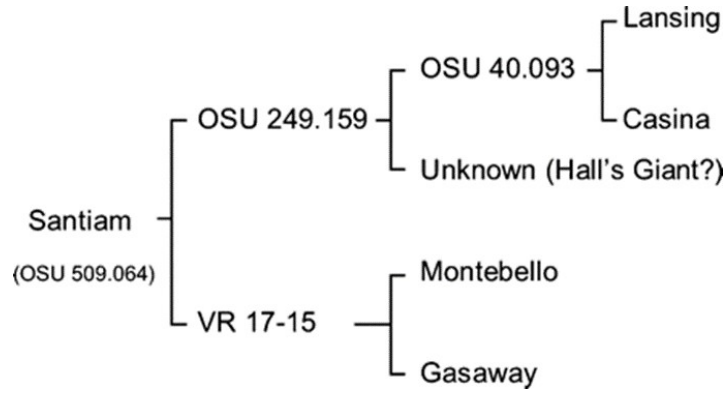 Lansing
OSU 40.093
OSU 249.159
Casina
Unknown (Hall's Giant?)
Santiam
(OSU 509.064)
Montebello
VR 17-15
Gasaway